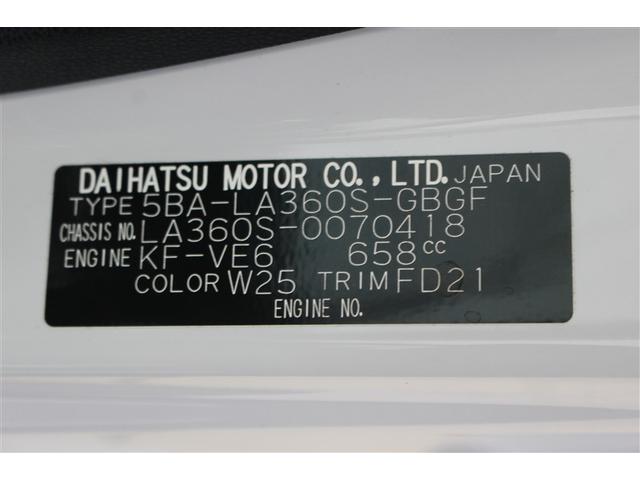 DAIHATSU MOTOR CO., LTD. JAPAN
TYPE 5BA-LA360S-GBGF
CHASSIS NO. LA360S-0070418
ENGINE KF-VE6 658cc
COLOR W25 TRIM FD21
ENGINE NO.